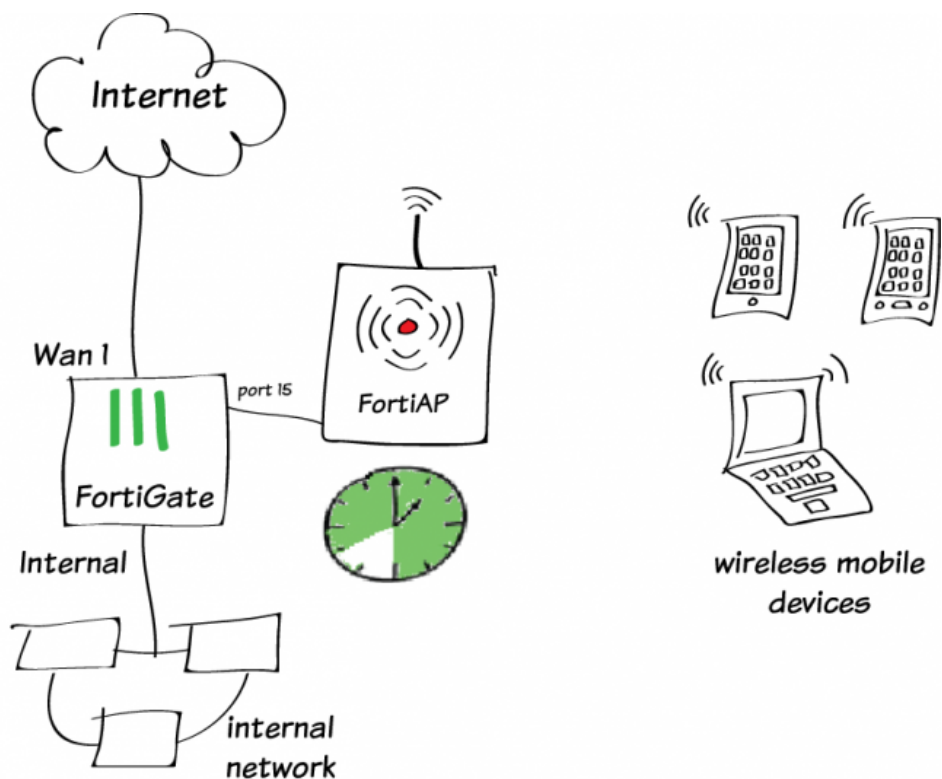 Internet
Wan 1
port 15
FortiAP
FortiGate
Internal
wireless mobile
devices
internal
network